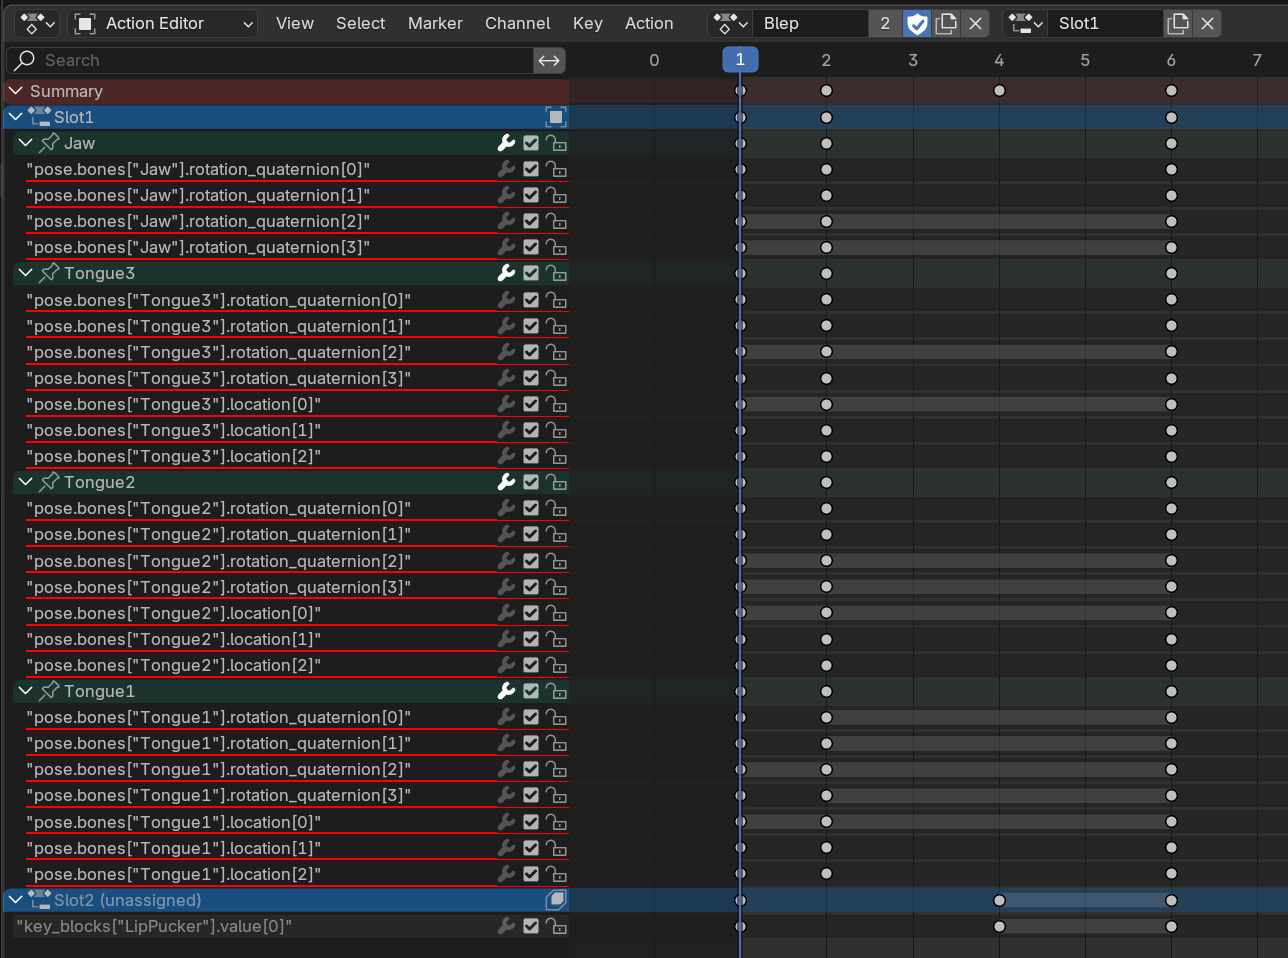 Action Editor View Select Marker Channel Key Action Blep 2 Slot1
Search 0 1 2 3 4 5 6 7
Summary
Slot1
Jaw
"pose.bones["Jaw"].rotation_quaternion[0]"
"pose.bones["Jaw"].rotation_quaternion[1]"
"pose.bones["Jaw"].rotation_quaternion[2]"
"pose.bones["Jaw"].rotation_quaternion[3]"
Tongue3
"pose.bones["Tongue3"].rotation_quaternion[0]"
"pose.bones["Tongue3"].rotation_quaternion[1]"
"pose.bones["Tongue3"].rotation_quaternion[2]"
"pose.bones["Tongue3"].rotation_quaternion[3]"
"pose.bones["Tongue3"].location[0]"
"pose.bones["Tongue3"].location[1]"
"pose.bones["Tongue3"].location[2]"
Tongue2
"pose.bones["Tongue2"].rotation_quaternion[0]"
"pose.bones["Tongue2"].rotation_quaternion[1]"
"pose.bones["Tongue2"].rotation_quaternion[2]"
"pose.bones["Tongue2"].rotation_quaternion[3]"
"pose.bones["Tongue2"].location[0]"
"pose.bones["Tongue2"].location[1]"
"pose.bones["Tongue2"].location[2]"
Tongue1
"pose.bones["Tongue1"].rotation_quaternion[0]"
"pose.bones["Tongue1"].rotation_quaternion[1]"
"pose.bones["Tongue1"].rotation_quaternion[2]"
"pose.bones["Tongue1"].rotation_quaternion[3]"
"pose.bones["Tongue1"].location[0]"
"pose.bones["Tongue1"].location[1]"
"pose.bones["Tongue1"].location[2]"
Slot2 (unassigned)
"key_blocks["LipPucker"].value[0]"